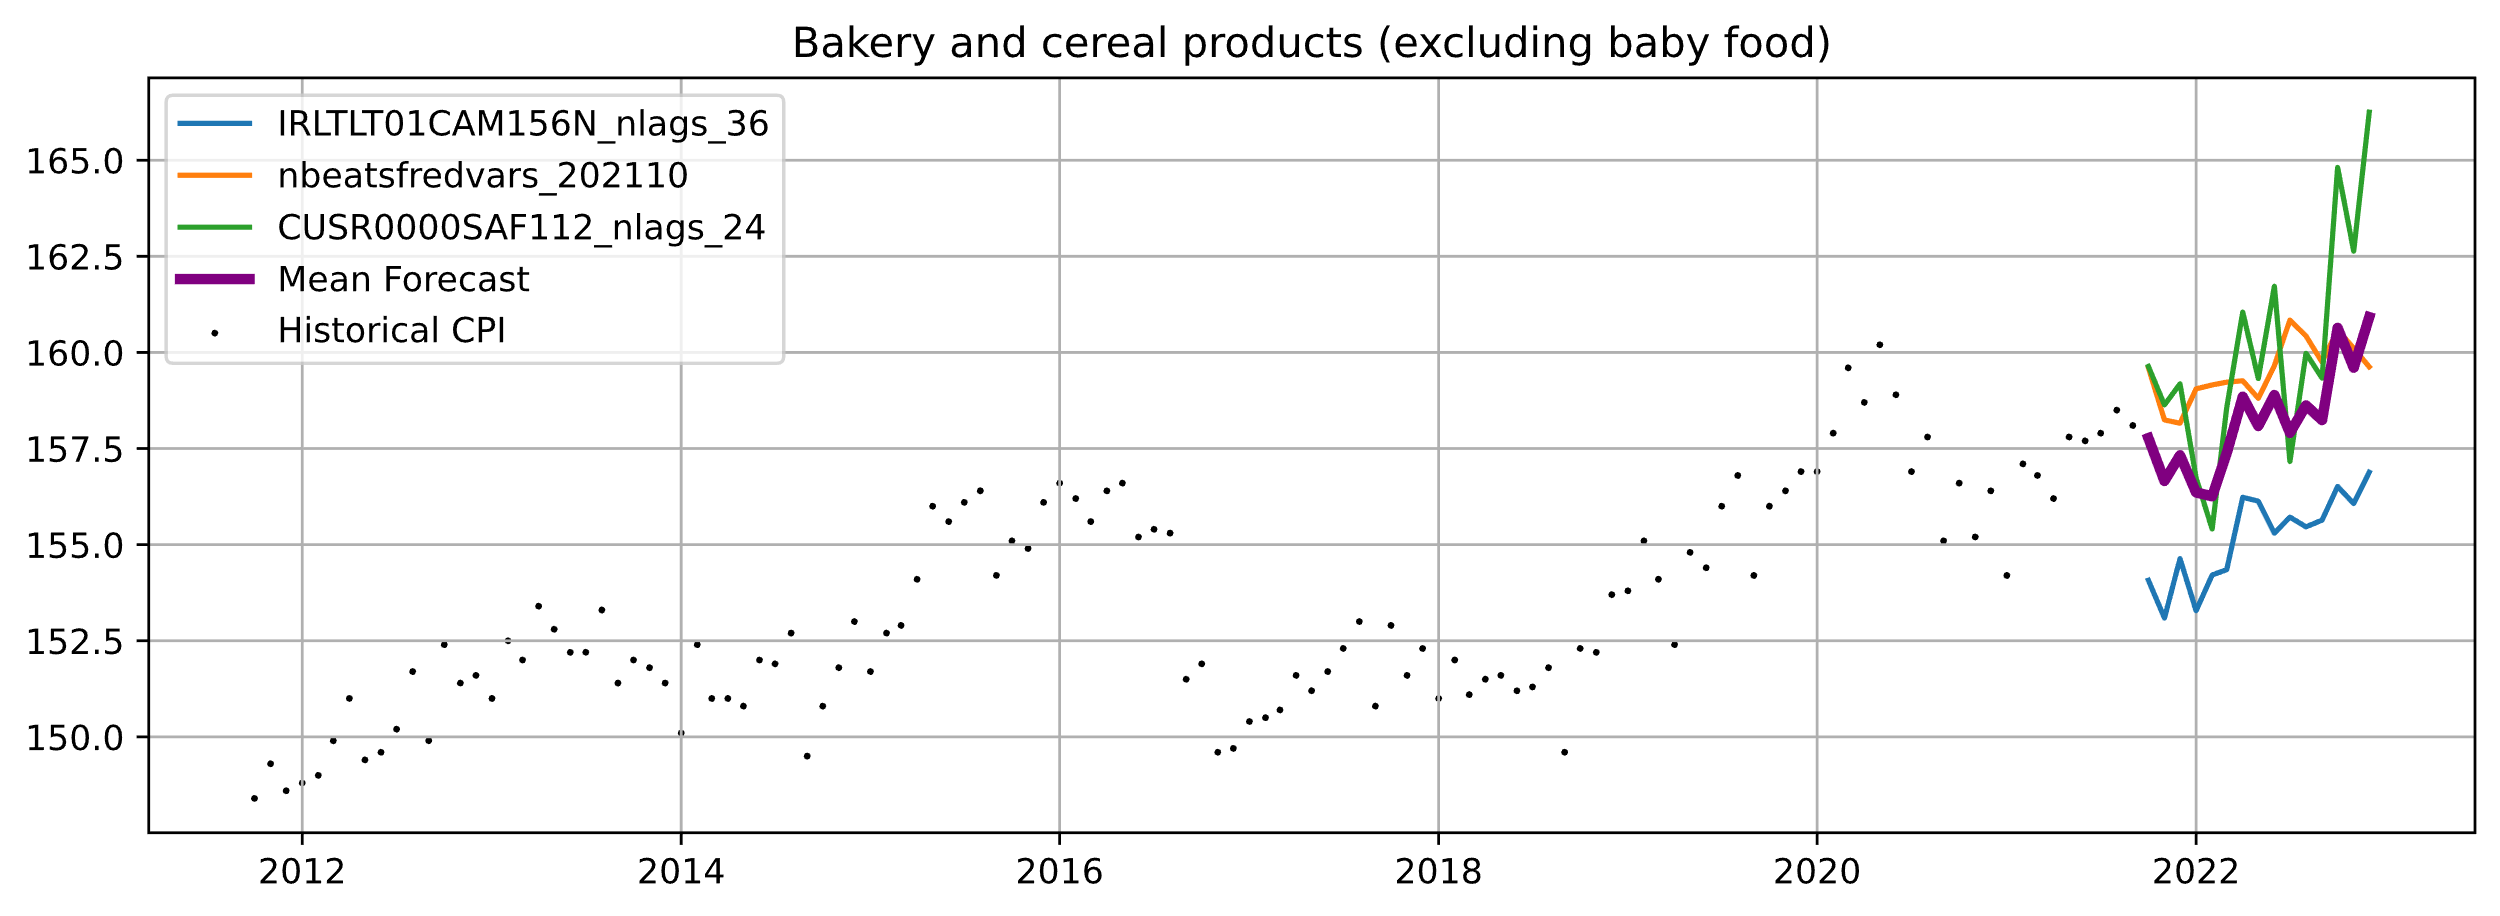 Bakery and cereal products (excluding baby food)
IRLTLT01CAM156N_nlags_36
nbeatsfredvars_202110
CUSR0000SAF112_nlags_24
Mean Forecast
Historical CPI
165.0
162.5
160.0
157.5
155.0
152.5
150.0
2012 2014 2016 2018 2020 2022